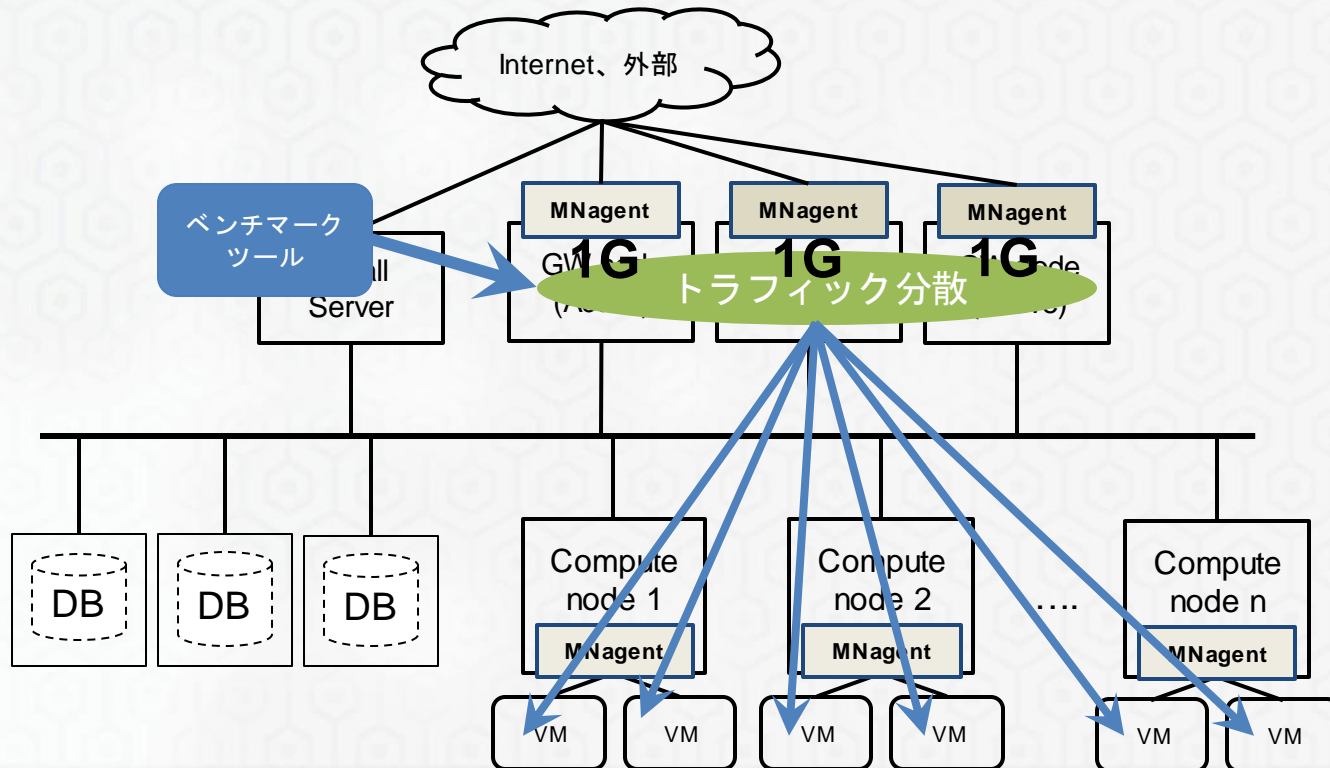 Internet、外部
ベンチマーク
ツール
Server
MNagent
MNagent
MNagent
1G
1G
1G
GW
トラフィック分散
DB
DB
DB
Compute
node 1
MNagent
Compute
node 2
MNagent
....
Compute
node n
MNagent
VM
VM
VM
VM
VM
VM